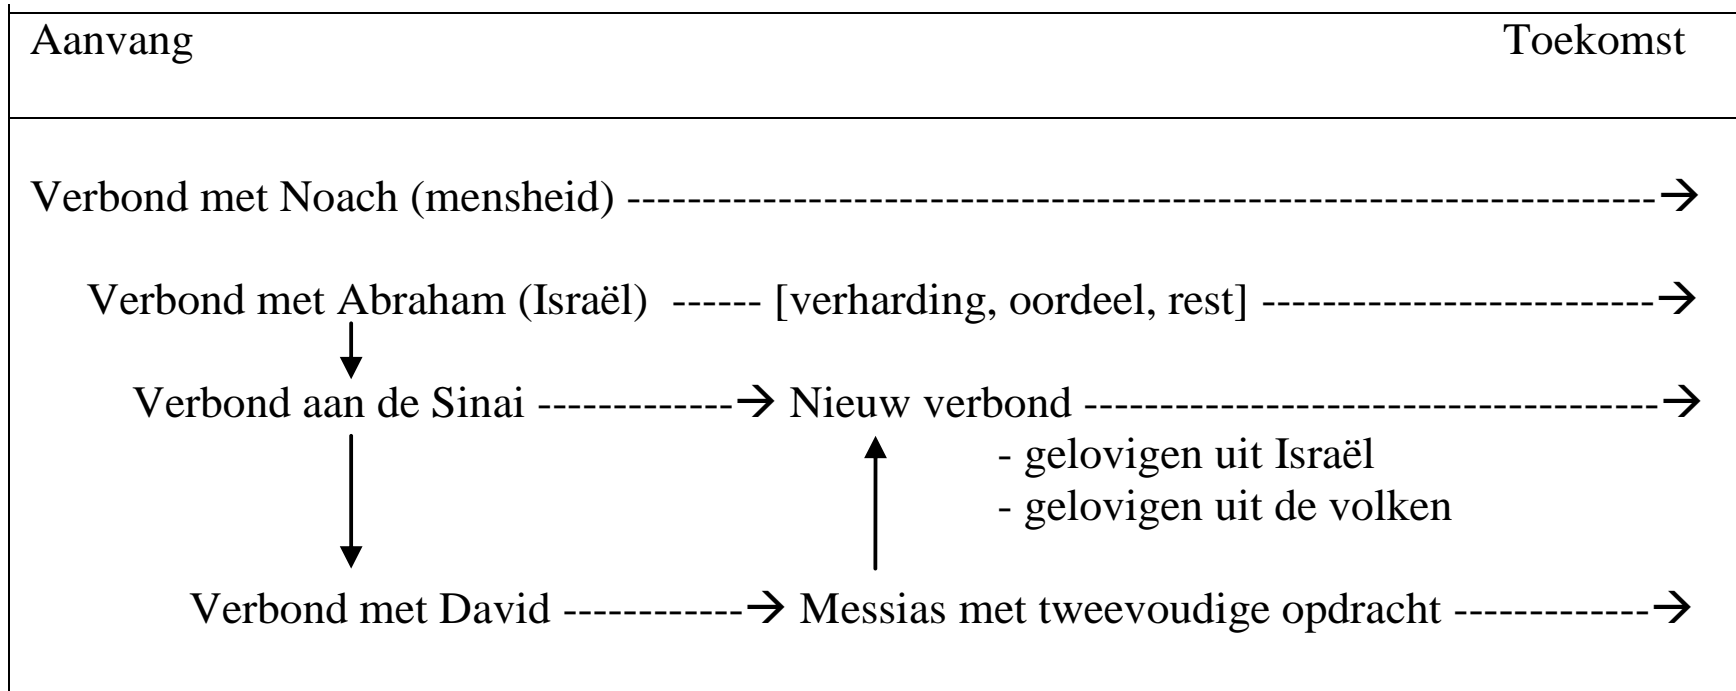 Aanvang Toekomst
Verbond met Noach (mensheid) ----------------------------------------------------------------------→
Verbond met Abraham (Israël) ------ [verharding, oordeel, rest] --------------------------→
Verbond aan de Sinai -------------→ Nieuw verbond ---------------------------------------→
- gelovigen uit Israël
- gelovigen uit de volken
Verbond met David ------------→ Messias met tweevoudige opdracht -------------→